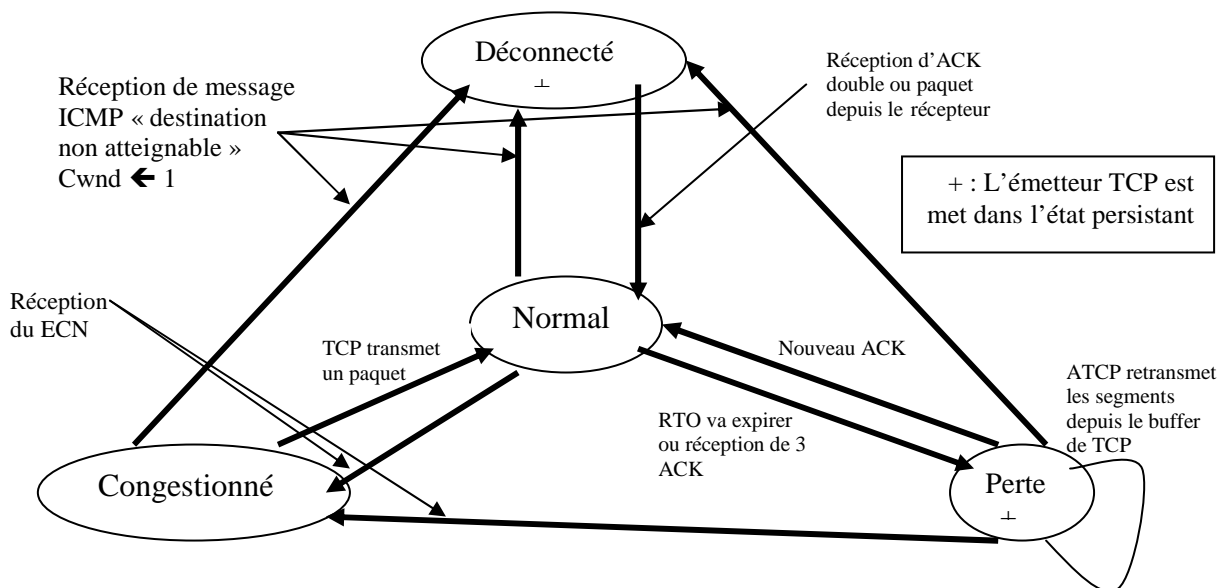 Déconnecté
+
Réception de message
ICMP « destination
non atteignable »
Cwnd 🡸 1
Réception d'ACK
double ou paquet
depuis le récepteur
+ : L'émetteur TCP est
met dans l'état persistant
Réception
du ECN
Normal
TCP transmet
un paquet
Nouveau ACK
RTO va expirer
ou réception de 3
ACK
ATCP retransmet
les segments
depuis le buffer
de TCP
Congestionné
Perte
+